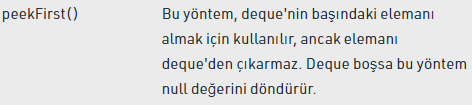 peekFirst() Bu yöntem, deque'nin başındaki elemanı
almak için kullanılır, ancak elemanı
deque'den çıkarmaz. Deque boşsa bu yöntem
null değerini döndürür.